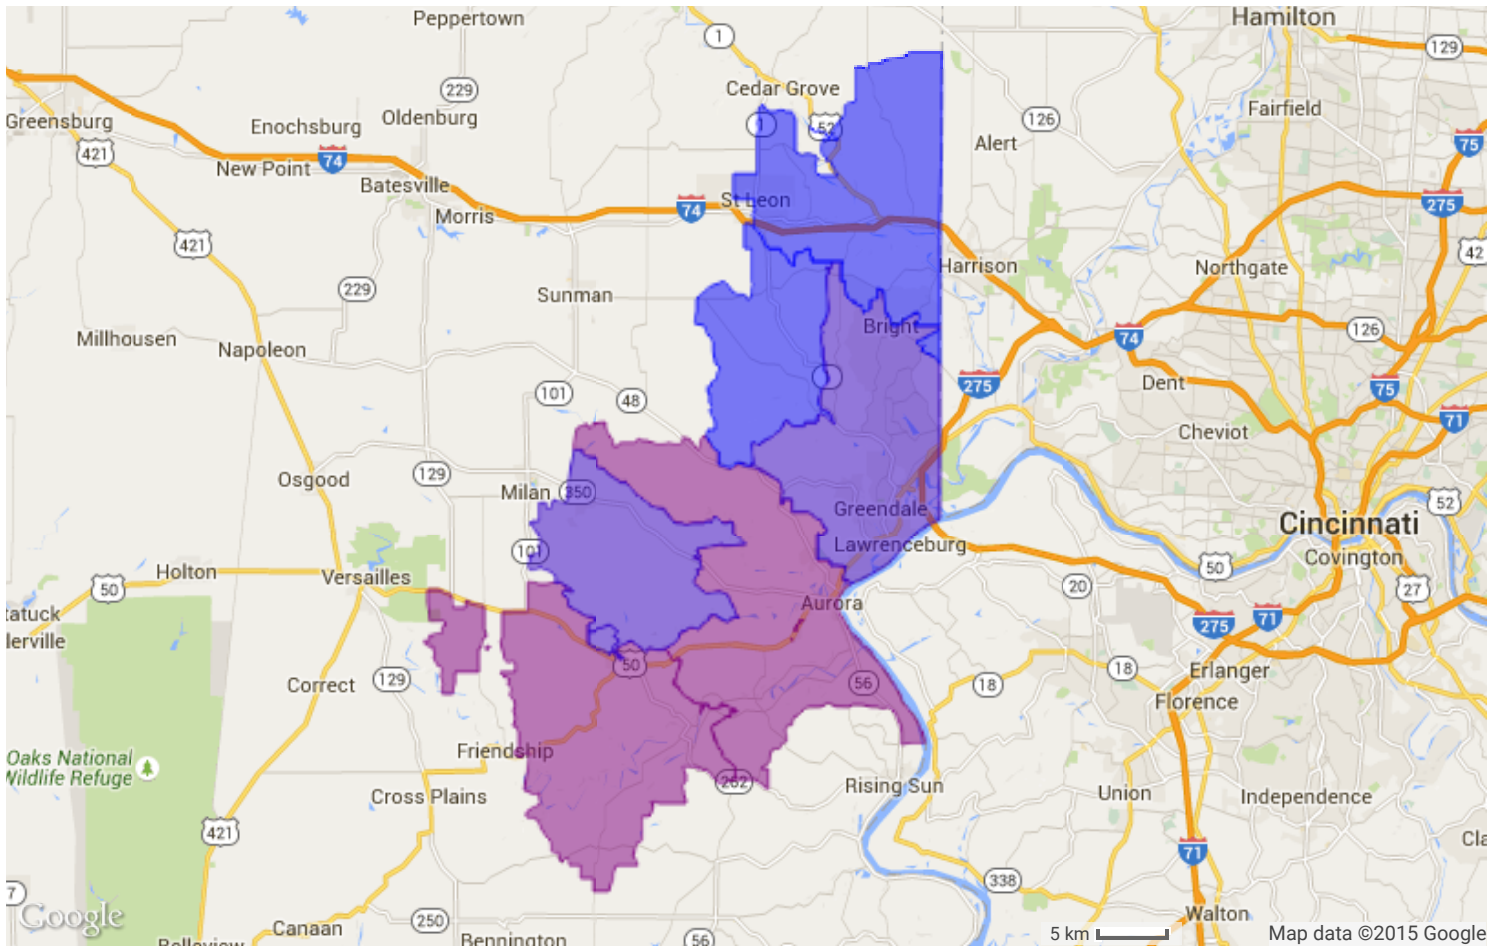 Peppertown
Hamilton
1
129
Cedar Grove
229
Fairfield
Greensburg
Oldenburg
Enochsburg
1
52
126
Alert
75
421
74
New Point
Batesville
St Leon
74
275
Morris
421
42
Harrison
Northgate
229
Sunman
Bright
126
Millhousen
Napoleon
74
275
Dent
75
101
48
71
Cheviot
Osgood
129
Milan
350
52
Greendale
Cincinnati
101
Lawrenceburg
Covington
Holton
Versailles
50
50
20
27
Aurora
tatuck
lerville
275
71
50
129
Correct
56
18
18
Erlanger
Florence
Friendship
Oaks National
Wildlife Refuge
262
Rising Sun
Cross Plains
Union
Independence
421
Cla
71
338
7
Google
Canaan
250
Walton
Belleview
Bennington
56
5 km
Map data ©2015 Google